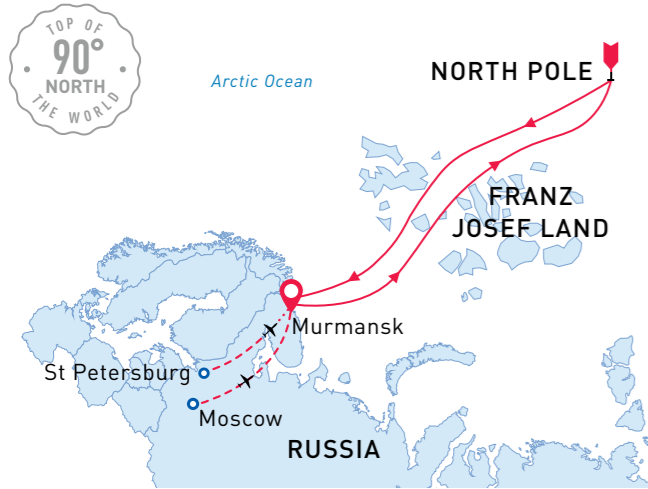 TOP OF
90°
NORTH
THE WORLD
Arctic Ocean
NORTH POLE
FRANZ
JOSEF LAND
Murmansk
St Petersburg
Moscow
RUSSIA